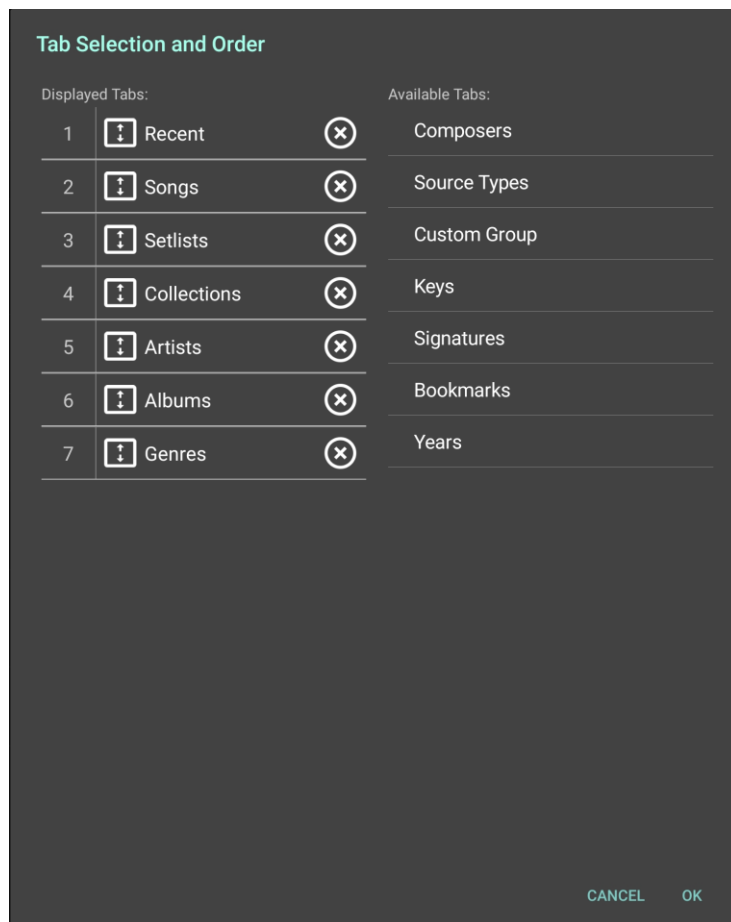 Tab Selection and Order
Displayed Tabs:
1 Recent
2 Songs
3 Setlists
4 Collections
5 Artists
6 Albums
7 Genres
Available Tabs:
Composers
Source Types
Custom Group
Keys
Signatures
Bookmarks
Years
CANCEL OK